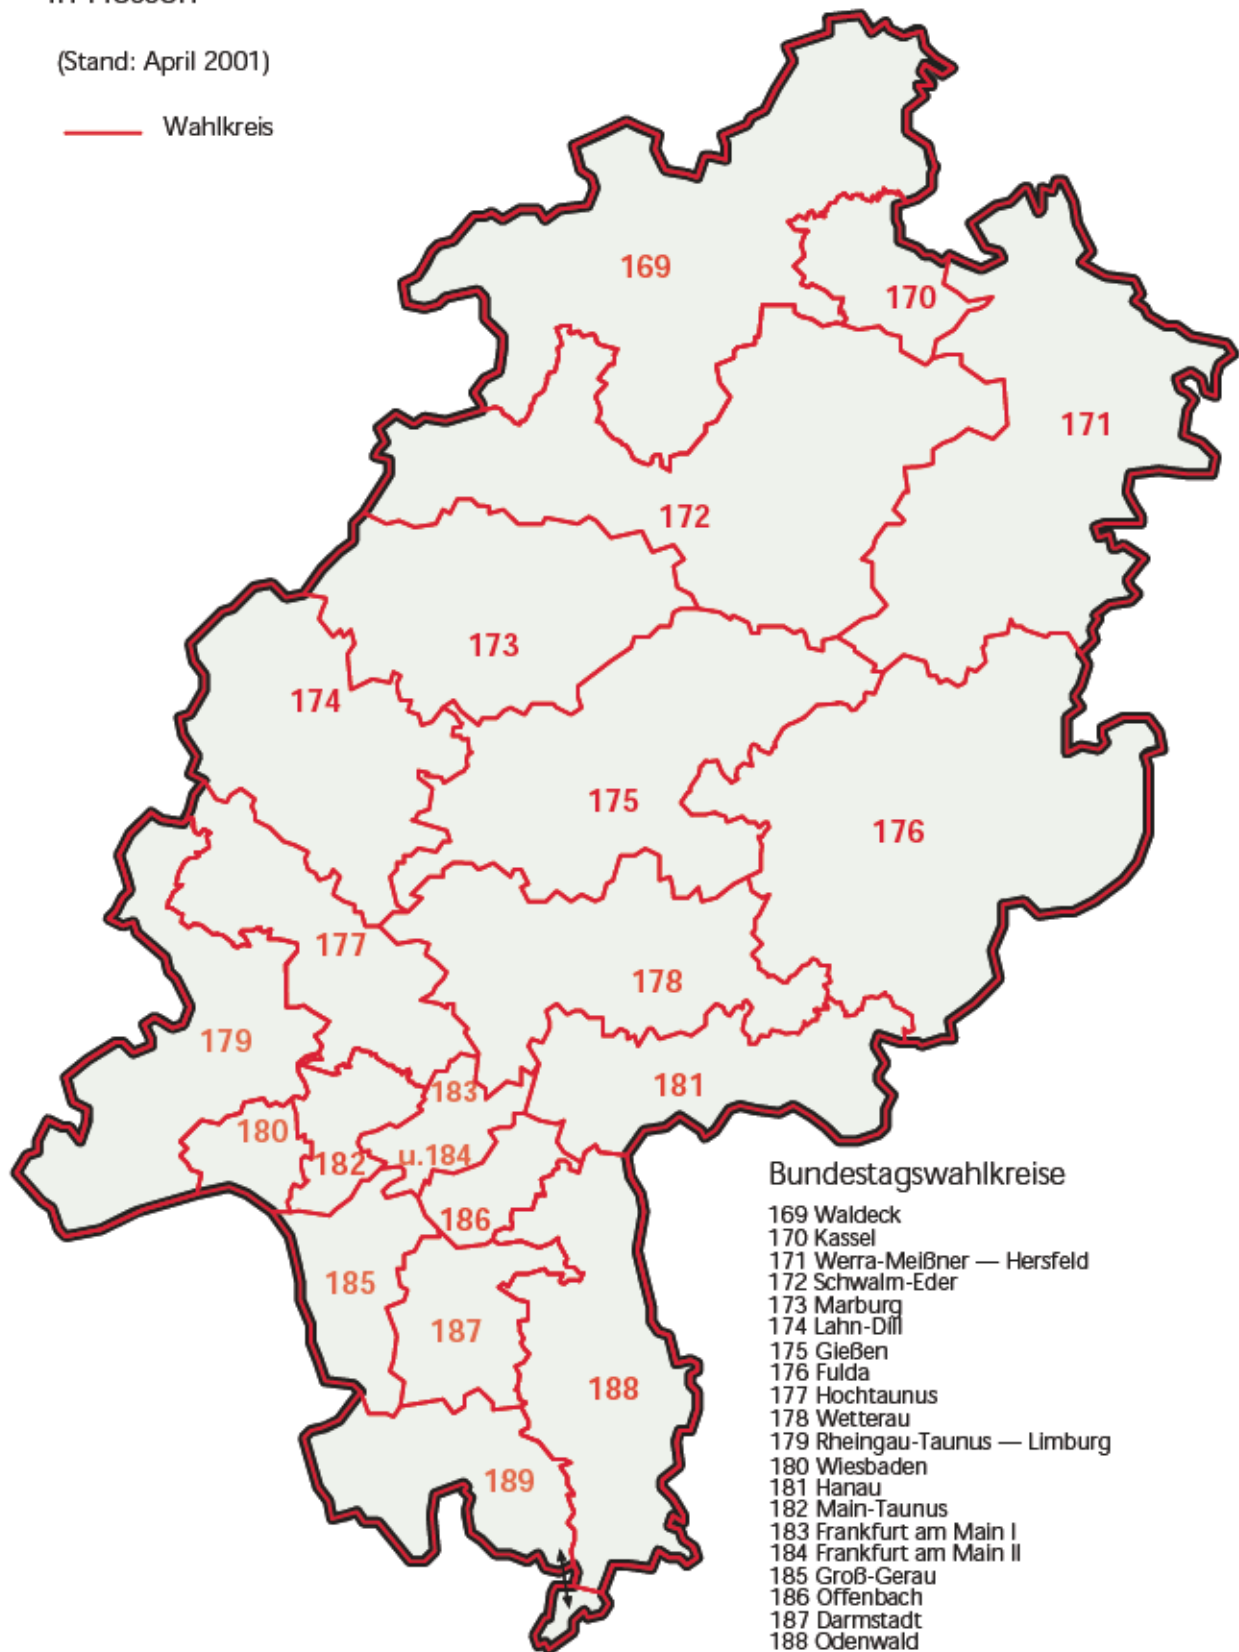 (Stand: April 2001)
Wahlkreis
169
170
171
172
173
174
175
176
177
178
179
181
183
180
u.184
182
186
185
187
188
189
Bundestagswahlkreise
169 Waldeck
170 Kassel
171 Werra-Meißner — Hersfeld
172 Schwalm-Eder
173 Marburg
174 Lahn-Dill
175 Gießen
176 Fulda
177 Hochtaunus
178 Wetterau
179 Rheingau-Taunus — Limburg
180 Wiesbaden
181 Hanau
182 Main-Taunus
183 Frankfurt am Main I
184 Frankfurt am Main II
185 Groß-Gerau
186 Offenbach
187 Darmstadt
188 Odenwald